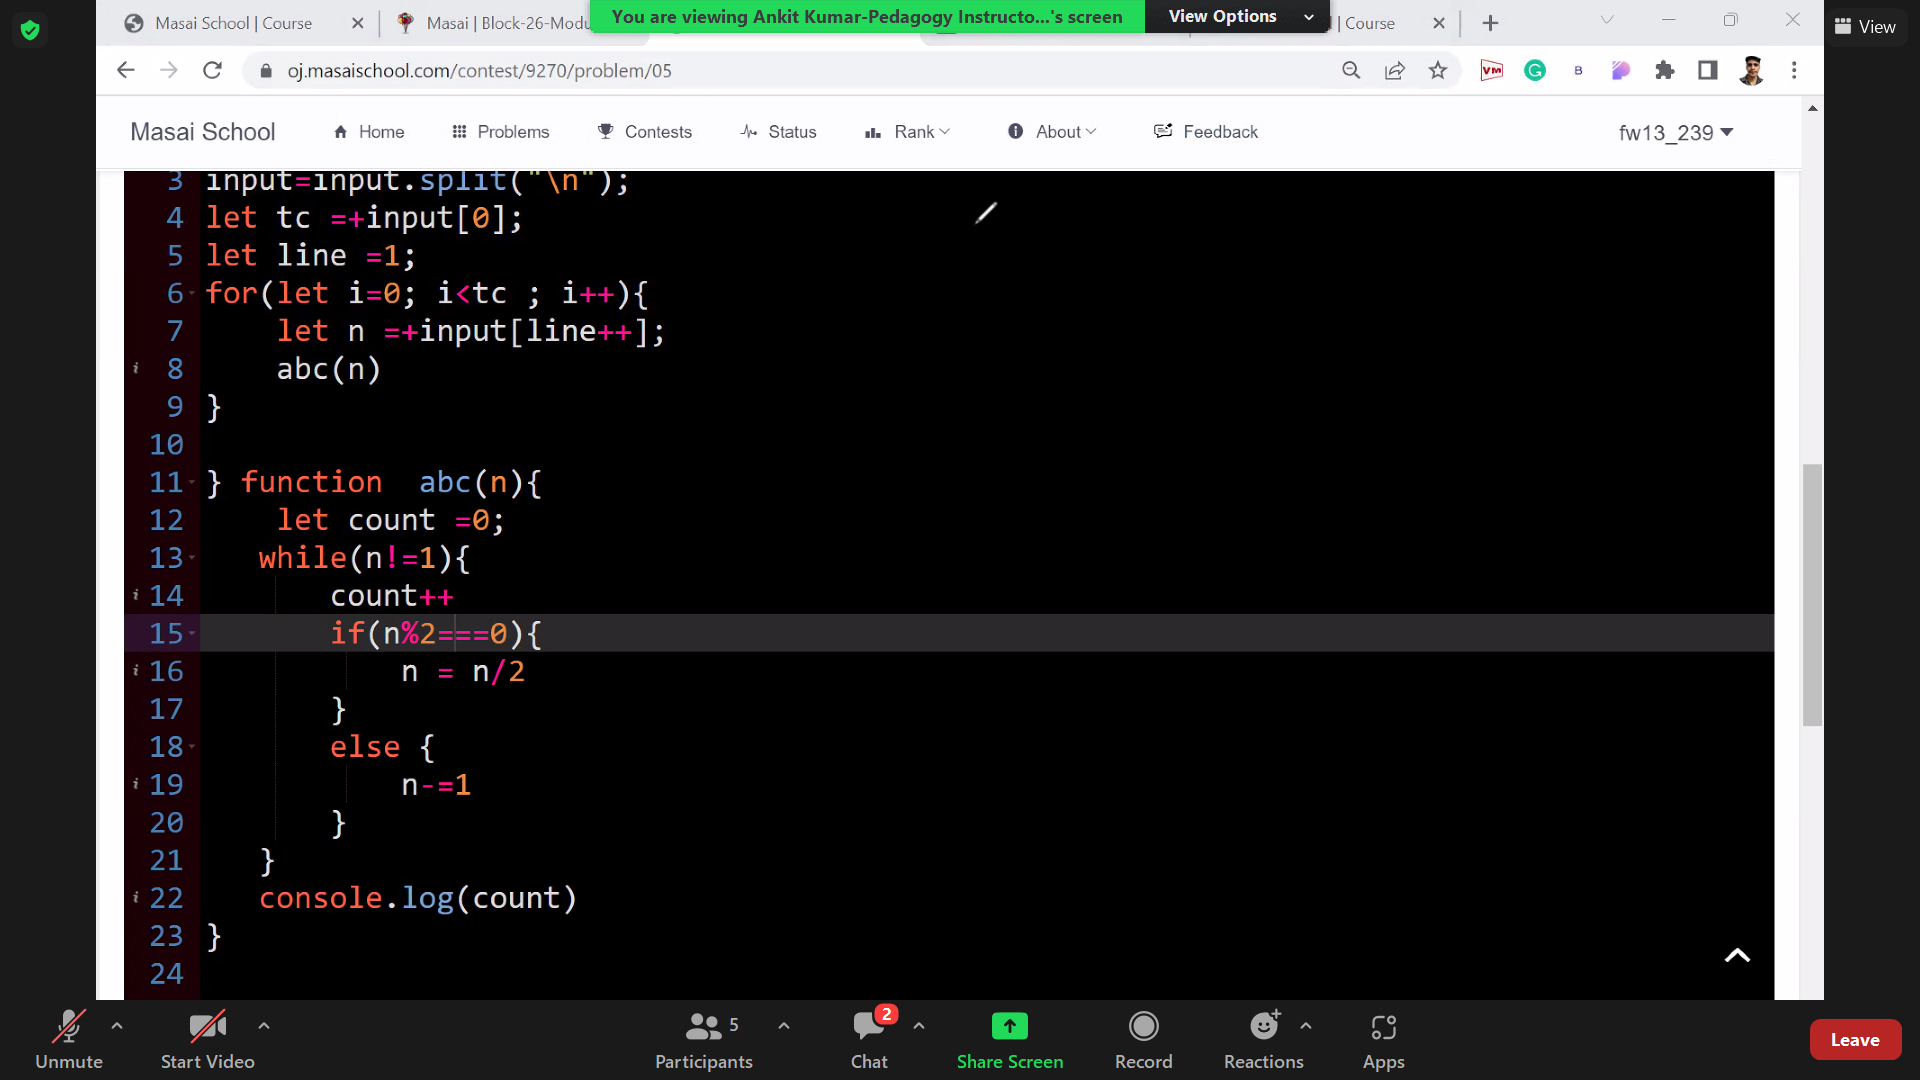 Masai School | Course
Masai | Block-26-Modu
You are viewing Ankit Kumar-Pedagogy Instructo...'s screen
View Options
| Course
View
oj.masaischool.com/contest/9270/problem/05
Masai School
Home
Problems
Contests
Status
Rank
About
Feedback
fw13_239
3 input=input.split("\n");
4 let tc =+input[0];
5 let line =1;
6 for(let i=0; i<tc ; i++){
7 let n =+input[line++];
8 abc(n)
9 }
10
11 } function  abc(n){
12 let count =0;
13 while(n!=1){
14 count++
15 if(n%2===0){
16 n = n/2
17 }
18 else {
19 n-=1
20 }
21 }
22 console.log(count)
23 }
24
Unmute
Start Video
5
Participants
2
Chat
Share Screen
Record
Reactions
Apps
Leave